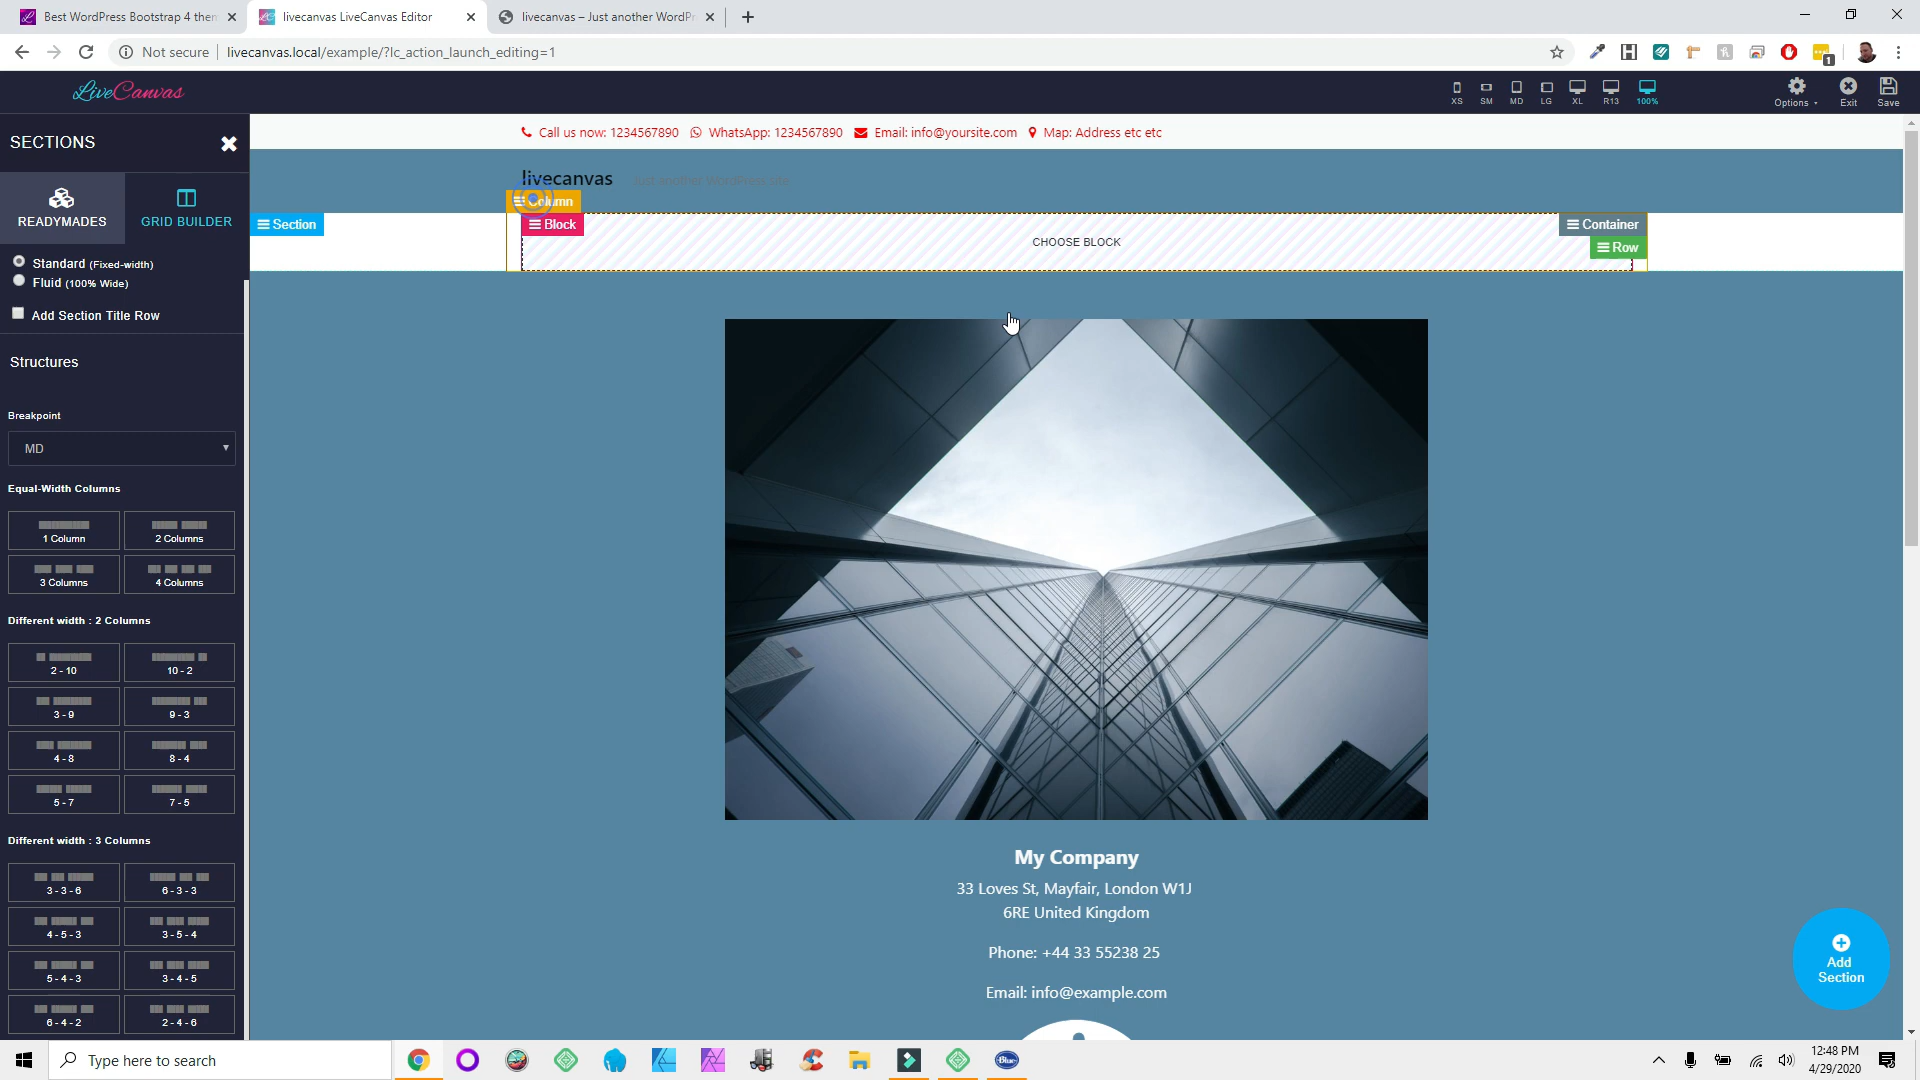 Best WordPress Bootstrap 4 then
livecanvas LiveCanvas Editor
livecanvas – Just another WordPr
Not secure
livecanvas.local/example/?lc_action_launch_editing=1
1
LiveCanvas
XS
SM
MD
LG
XL
R13
100%
Options
Exit
Save
SECTIONS
READYMADES
GRID BUILDER
Standard (Fixed-width)
Fluid (100% Wide)
Add Section Title Row
Structures
Breakpoint
MD
Equal-Width Columns
1 Column
2 Columns
3 Columns
4 Columns
Different width : 2 Columns
2 - 10
10 - 2
3 - 9
9 - 3
4 - 8
8 - 4
5 - 7
7 - 5
Different width : 3 Columns
3 - 3 - 6
6 - 3 - 3
4 - 5 - 3
3 - 5 - 4
5 - 4 - 3
3 - 4 - 5
6 - 4 - 2
2 - 4 - 6
Call us now: 1234567890
WhatsApp: 1234567890
Email: info@yoursite.com
Map: Address etc etc
livecanvas
Just another WordPress site
Column
Section
Block
CHOOSE BLOCK
Container
Row
My Company
33 Loves St, Mayfair, London W1J
6RE United Kingdom
Phone: +44 33 55238 25
Email: info@example.com
Add
Section
Type here to search
Blue
12:48 PM
4/29/2020